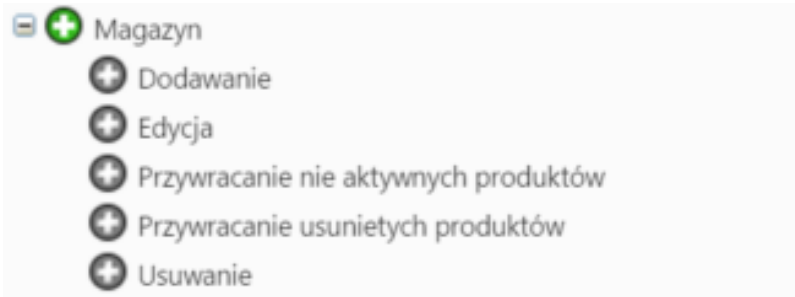 Magazyn
Dodawanie
Edycja
Przywracanie nie aktywnych produktów
Przywracanie usunietych produktów
Usuwanie